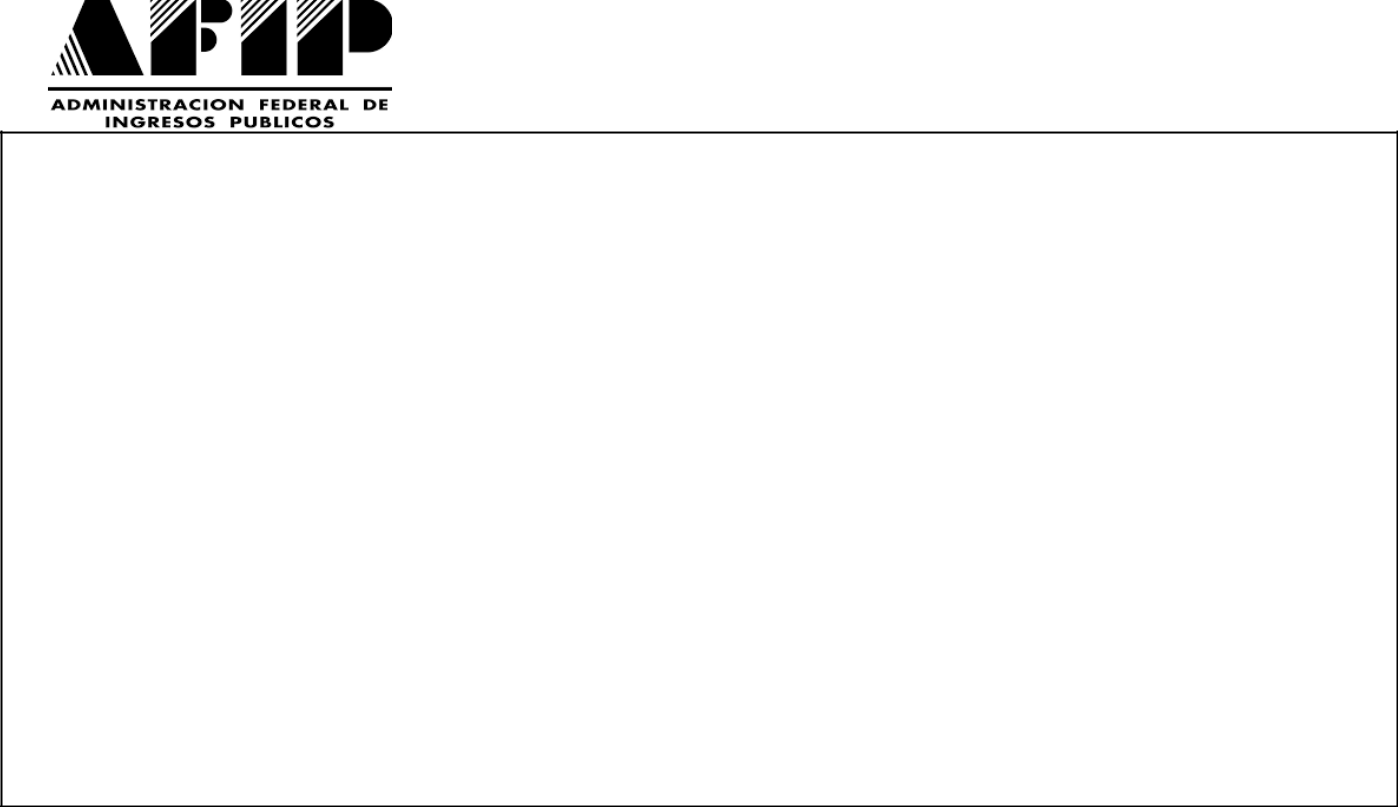 AFIP
ADMINISTRACION FEDERAL DE
INGRESOS PUBLICOS